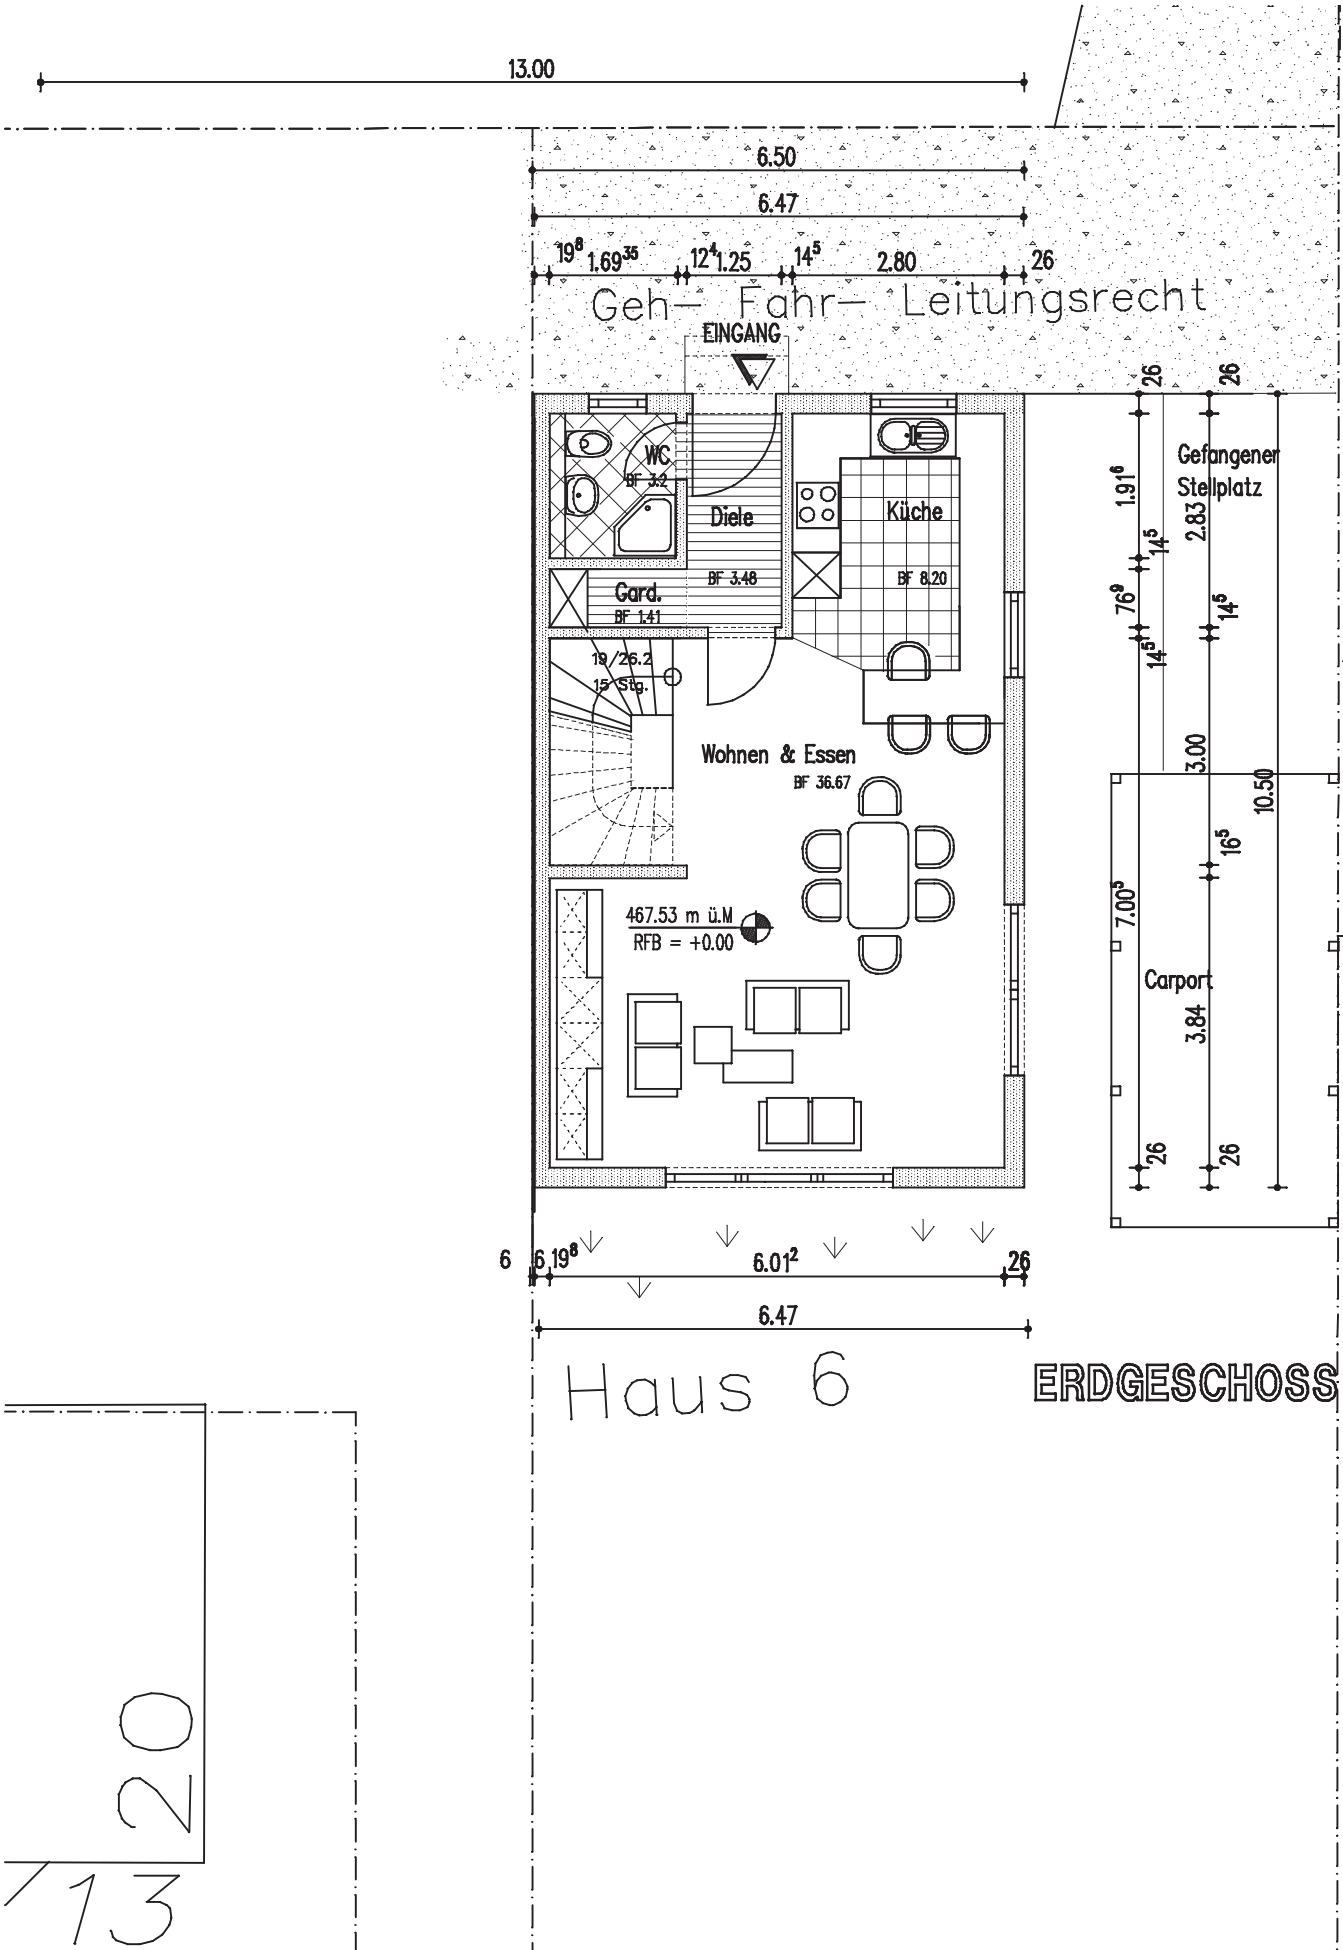 13.00
6.50
6.47
19⁸ 1.69³⁵ 12⁴ 1.25 14⁵ 2.80 26
Geh- Fahr- Leitungsrecht
EINGANG
26 26
WC
BF 3.2
Diele
BF 3.48
Küche
BF 8.20
Gard.
BF 1.41
Gefangener
Stellplatz
1.91⁶
2.83
14⁵
76⁹
14⁵
14⁵
19/26.2
15 Stg.
Wohnen & Essen
BF 36.67
3.00
10.50
16⁵
7.00⁵
467.53 m ü.M
RFB = +0.00
Carport
3.84
26 26
6 6 19⁸ 6.01² 26
6.47
Haus 6
ERDGESCHOSS
20
/13